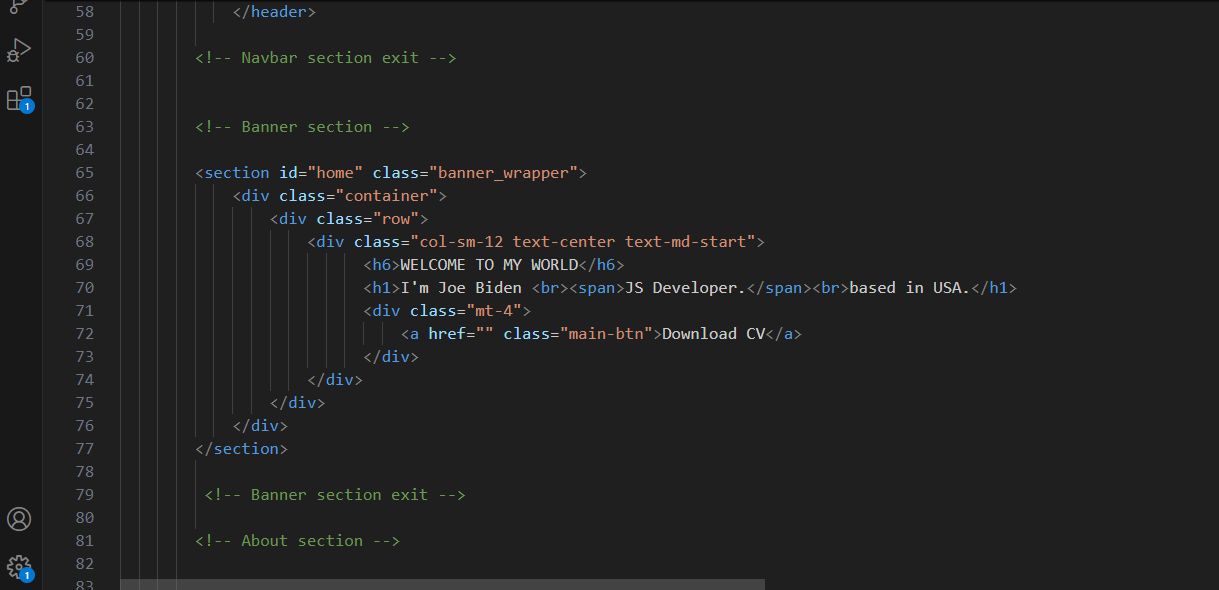 58 </header>
59
60 <!-- Navbar section exit -->
61
62
63 <!-- Banner section -->
64
65 <section id="home" class="banner_wrapper">
66 <div class="container">
67 <div class="row">
68 <div class="col-sm-12 text-center text-md-start">
69 <h6>WELCOME TO MY WORLD</h6>
70 <h1>I'm Joe Biden <br><span>JS Developer.</span><br>based in USA.</h1>
71 <div class="mt-4">
72 <a href="" class="main-btn">Download CV</a>
73 </div>
74 </div>
75 </div>
76 </div>
77 </section>
78
79 <!-- Banner section exit -->
80
81 <!-- About section -->
82
83
1
1